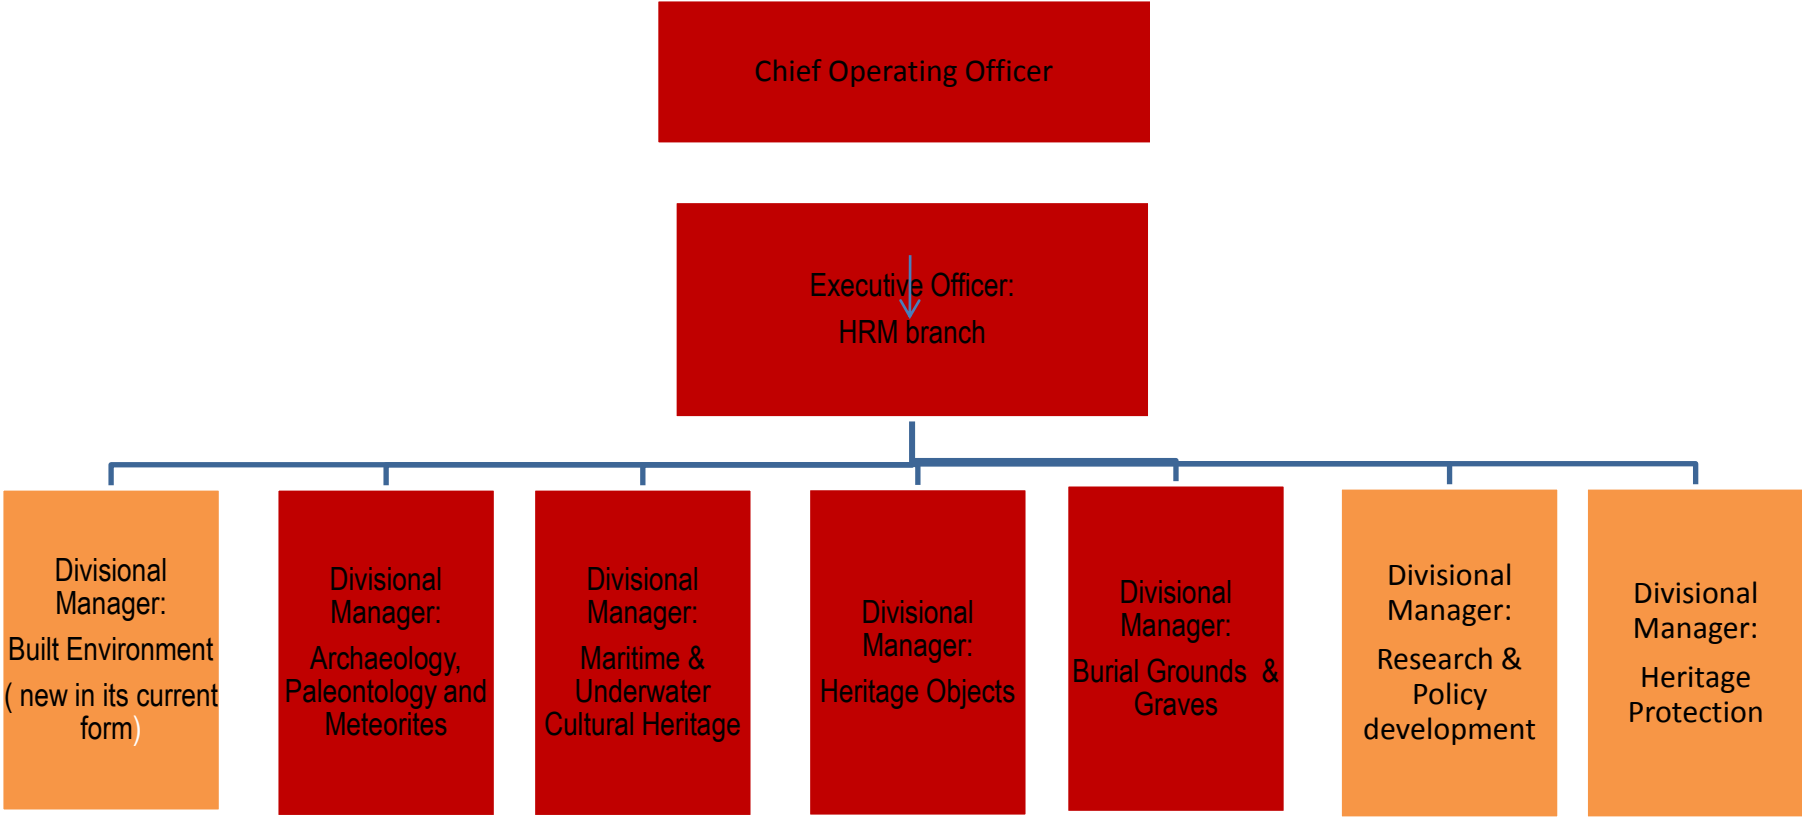 Chief Operating Officer
Executive Officer:
HRM branch
Divisional
Manager:
Built Environment
( new in its current
form)
Divisional
Manager:
Archaeology,
Paleontology and
Meteorites
Divisional
Manager:
Maritime &
Underwater
Cultural Heritage
Divisional
Manager:
Heritage Objects
Divisional
Manager:
Burial Grounds  &
Graves
Divisional
Manager:
Research &
Policy
development
Divisional
Manager:
Heritage
Protection